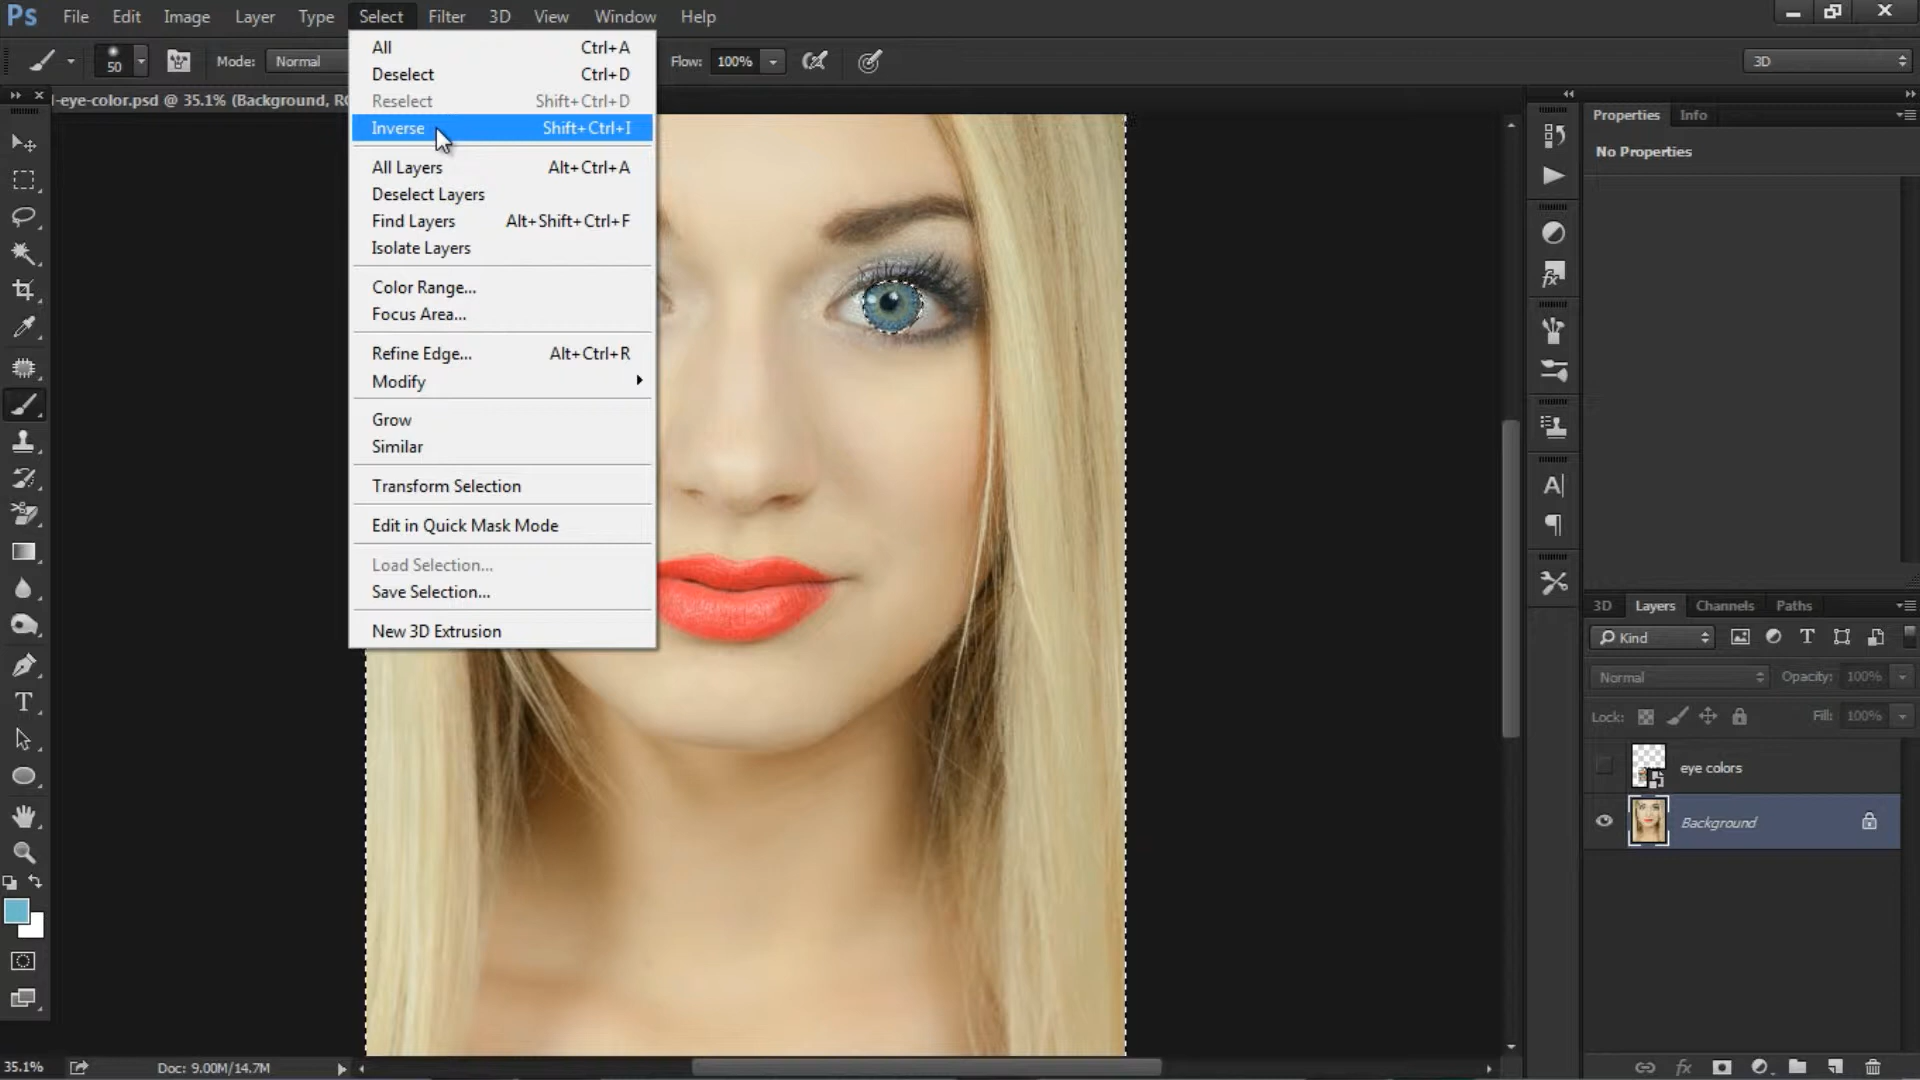 Ps File Edit Image Layer Type Select Filter 3D View Window Help
50 Mode: Normal Flow: 100% 3D
-eye-color.psd @ 35.1% (Background, RG
All Ctrl+A
Deselect Ctrl+D
Reselect Shift+Ctrl+D
Inverse Shift+Ctrl+I
All Layers Alt+Ctrl+A
Deselect Layers
Find Layers Alt+Shift+Ctrl+F
Isolate Layers
Color Range...
Focus Area...
Refine Edge... Alt+Ctrl+R
Modify
Grow
Similar
Transform Selection
Edit in Quick Mask Mode
Load Selection...
Save Selection...
New 3D Extrusion
Properties Info
No Properties
3D Layers Channels Paths
Kind
Normal Opacity: 100%
Lock: Fill: 100%
eye colors
Background
35.1% Doc: 9.00M/14.7M